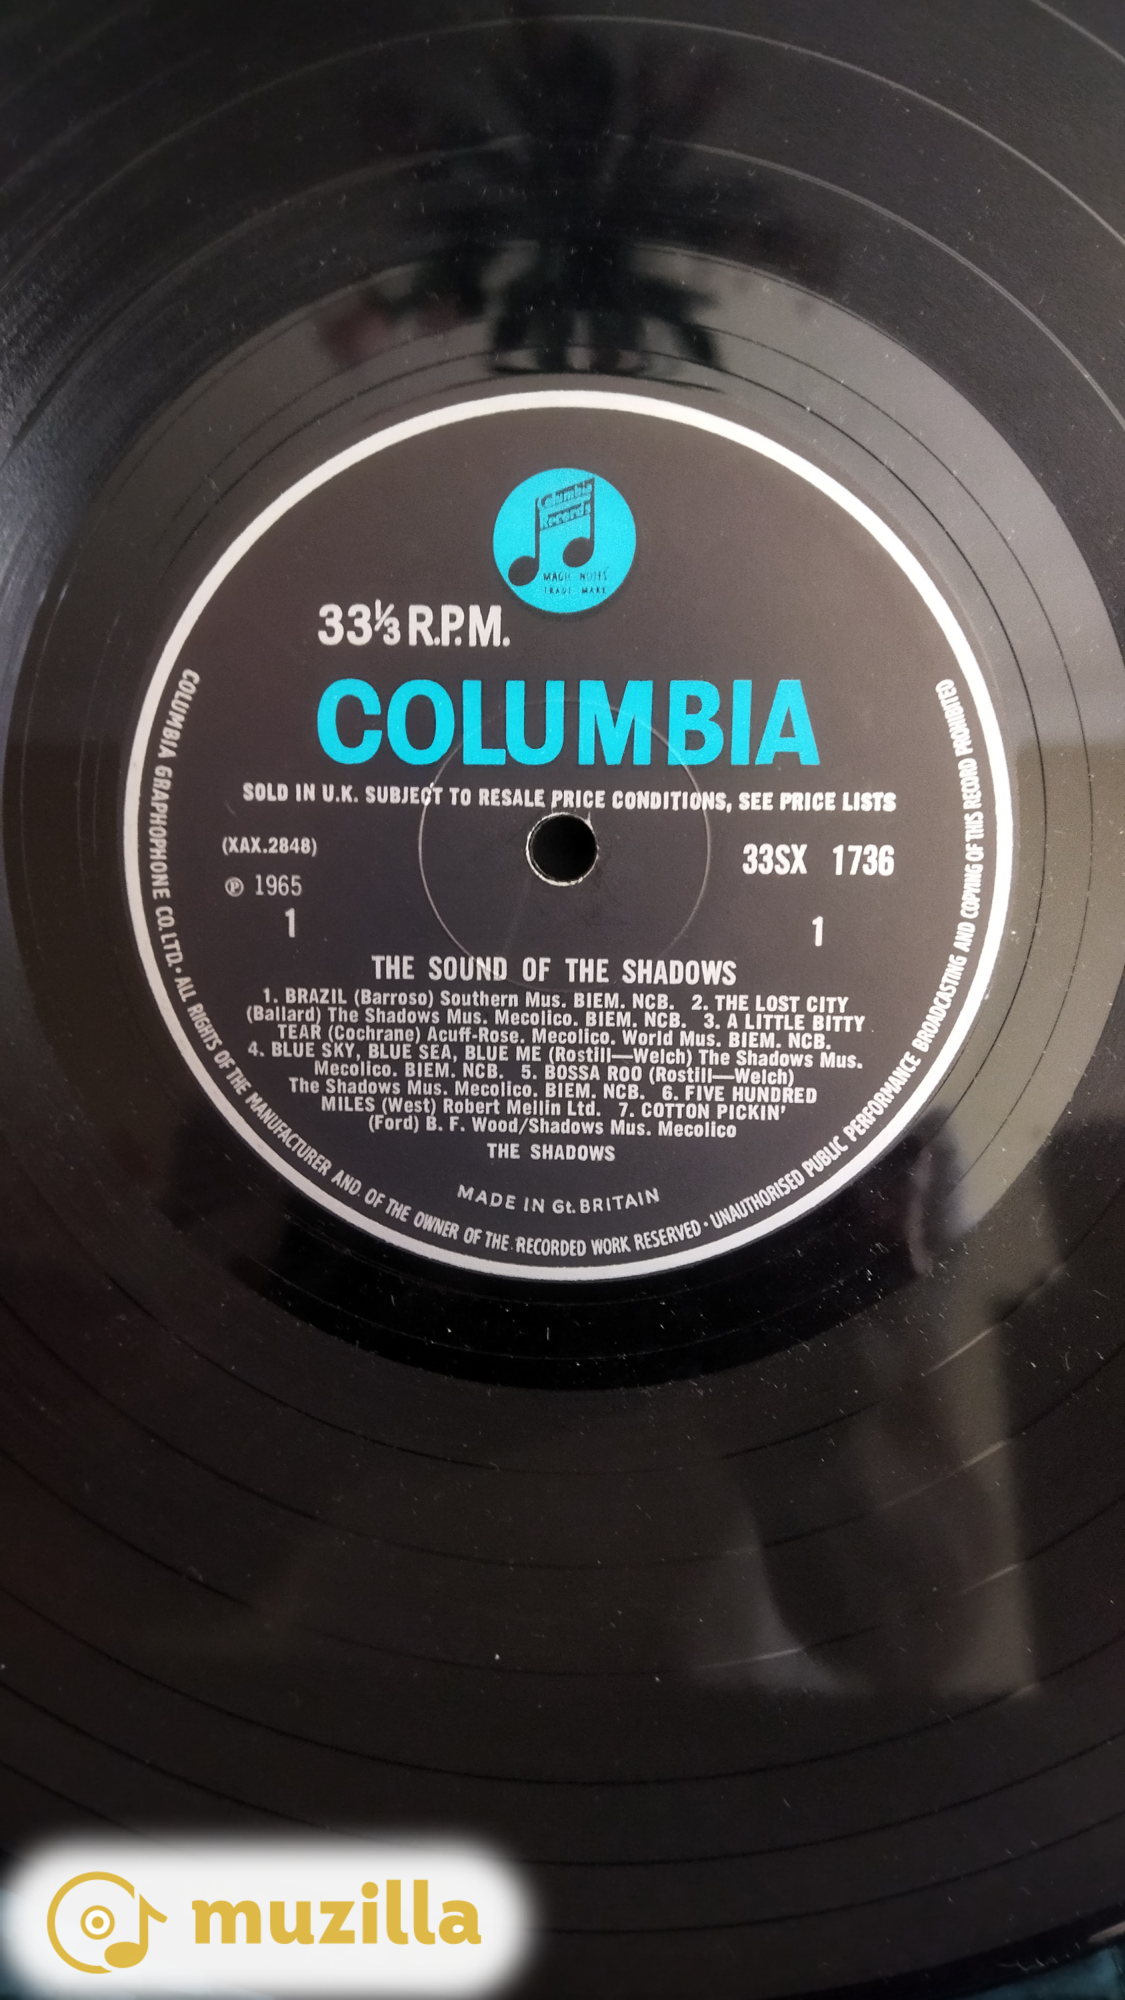 Columbia
Records
MAGIC NOTES
TRADE MARK
33⅓ R.P.M.
COLUMBIA
SOLD IN U.K. SUBJECT TO RESALE PRICE CONDITIONS, SEE PRICE LISTS
(XAX.2848) 33SX 1736
℗ 1965
1 1
THE SOUND OF THE SHADOWS
1. BRAZIL (Barroso) Southern Mus. BIEM. NCB. 2. THE LOST CITY
(Ballard) The Shadows Mus. Mecolico. BIEM. NCB. 3. A LITTLE BITTY
TEAR (Cochrane) Acuff-Rose. Mecolico. World Mus. BIEM. NCB.
4. BLUE SKY, BLUE SEA, BLUE ME (Rostill—Welch) The Shadows Mus.
Mecolico. BIEM. NCB. 5. BOSSA ROO (Rostill—Welch)
The Shadows Mus. Mecolico. BIEM. NCB. 6. FIVE HUNDRED
MILES (West) Robert Mellin Ltd. 7. COTTON PICKIN'
(Ford) B. F. Wood/Shadows Mus. Mecolico
THE SHADOWS
MADE IN Gt. BRITAIN
COLUMBIA GRAPHOPHONE CO. LTD. • ALL RIGHTS OF THE MANUFACTURER AND OF THE OWNER OF THE RECORDED WORK RESERVED • UNAUTHORISED PUBLIC PERFORMANCE BROADCASTING AND COPYING OF THIS RECORD PROHIBITED
muzilla